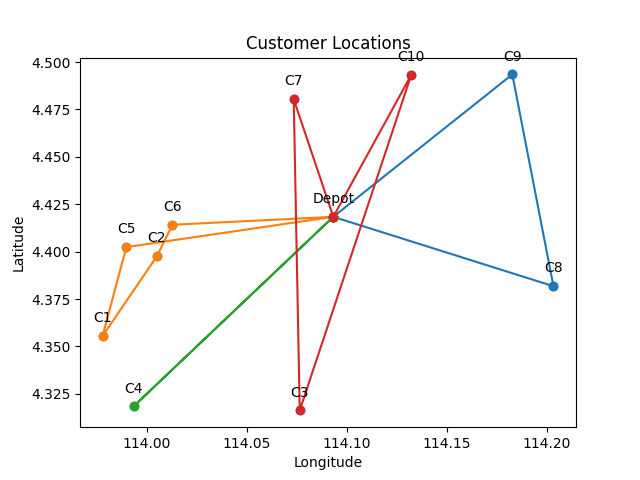 Customer Locations
C10
C9
4.500
C7
4.475
4.450
4.425
Depot
C6
C5
C2
4.400
C8
4.375
4.350
C1
4.325
C4
C3
114.00
114.05
114.10
114.15
114.20
Latitude
Longitude